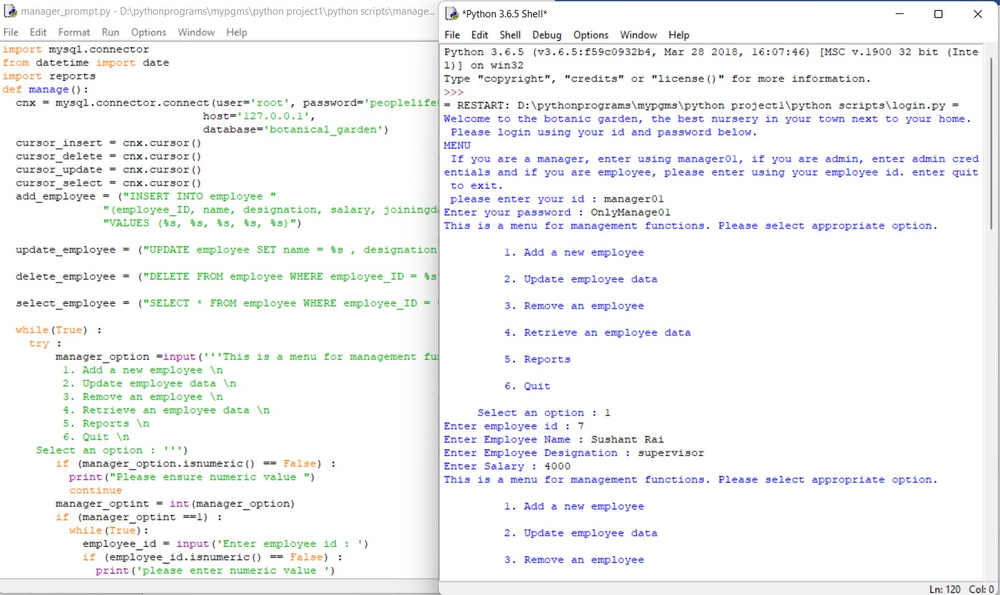 manager_prompt.py - D:\pythonprograms\mypgms\python project1\python scripts\manage...
File Edit Format Run Options Window Help
import mysql.connector
from datetime import date
import reports
def manage():
cnx = mysql.connector.connect(user='root', password='peoplelife
host='127.0.0.1',
database='botanical_garden')
cursor_insert = cnx.cursor()
cursor_delete = cnx.cursor()
cursor_update = cnx.cursor()
cursor_select = cnx.cursor()
add_employee = ("INSERT INTO employee "
"(employee_ID, name, designation, salary, joiningd
"VALUES (%s, %s, %s, %s, %s)")
update_employee = ("UPDATE employee SET name = %s , designation
delete_employee = ("DELETE FROM employee WHERE employee_ID = %s
select_employee = ("SELECT * FROM employee WHERE employee_ID =
while(True) :
try :
manager_option =input('''This is a menu for management fu
1. Add a new employee \n
2. Update employee data \n
3. Remove an employee \n
4. Retrieve an employee data \n
5. Reports \n
6. Quit \n
Select an option : ''')
if (manager_option.isnumeric() == False) :
print("Please ensure numeric value ")
continue
manager_optint = int(manager_option)
if (manager_optint ==1) :
while(True):
employee_id = input('Enter employee id : ')
if (employee_id.isnumeric() == False) :
print('please enter numeric value ')
*Python 3.6.5 Shell*
File Edit Shell Debug Options Window Help
Python 3.6.5 (v3.6.5:f59c0932b4, Mar 28 2018, 16:07:46) [MSC v.1900 32 bit (Inte
l)] on win32
Type "copyright", "credits" or "license()" for more information.
>>>
= RESTART: D:\pythonprograms\mypgms\python project1\python scripts\login.py =
Welcome to the botanic garden, the best nursery in your town next to your home.
Please login using your id and password below.
MENU
If you are a manager, enter using manager01, if you are admin, enter admin cred
entials and if you are employee, please enter using your employee id. enter quit
to exit.
please enter your id : manager01
Enter your password : OnlyManage01
This is a menu for management functions. Please select appropriate option.
1. Add a new employee
2. Update employee data
3. Remove an employee
4. Retrieve an employee data
5. Reports
6. Quit
Select an option : 1
Enter employee id : 7
Enter Employee Name : Sushant Rai
Enter Employee Designation : supervisor
Enter Salary : 4000
This is a menu for management functions. Please select appropriate option.
1. Add a new employee
2. Update employee data
3. Remove an employee
Ln: 120 Col: 0